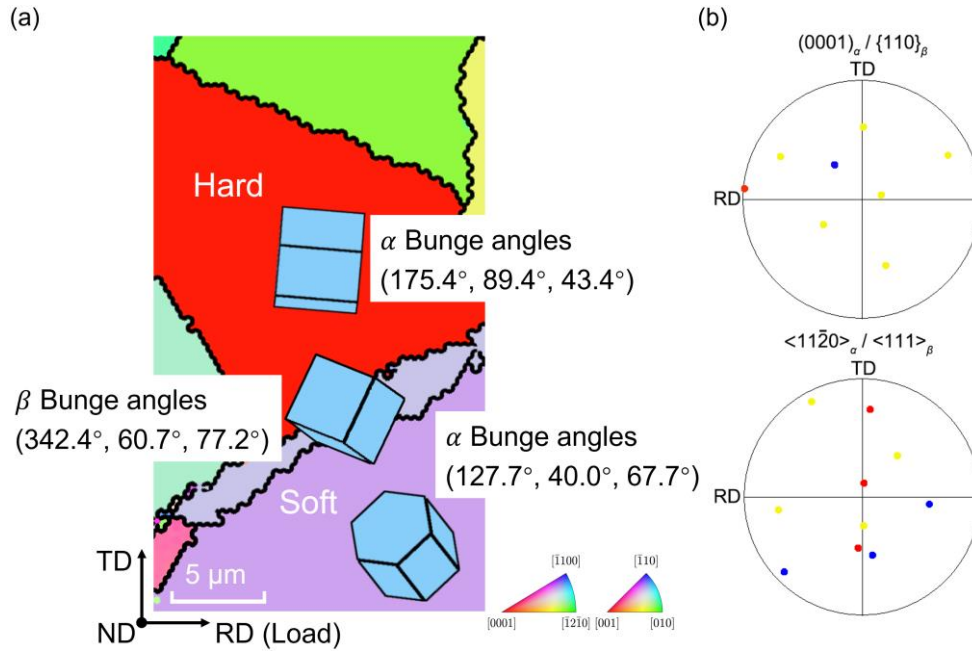 (a)
Hard
α Bunge angles
(175.4°, 89.4°, 43.4°)
β Bunge angles
(342.4°, 60.7°, 77.2°)
α Bunge angles
(127.7°, 40.0°, 67.7°)
Soft
TD
5 μm
ND
RD (Load)
[1̄100]
[0001]
[1̄21̄0]
[1̄10]
[001]
[010]
(b)
(0001)α / {110}β
TD
RD
<112̄0>α / <111>β
TD
RD